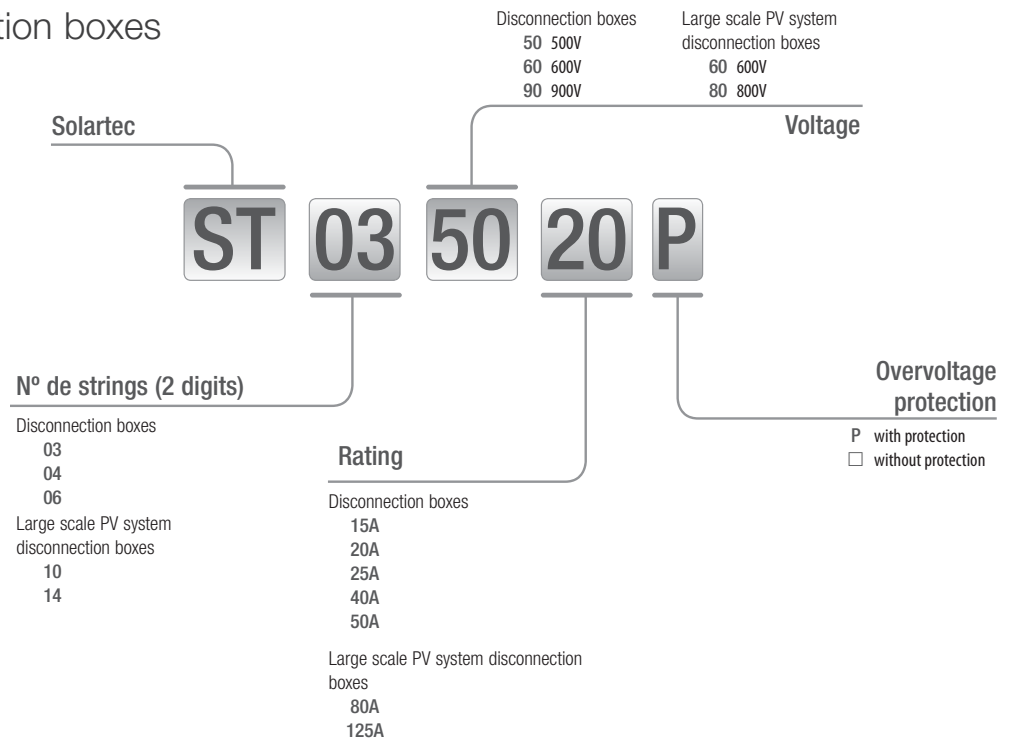 tion boxes
Disconnection boxes
50 500V
60 600V
90 900V
Large scale PV system
disconnection boxes
60 600V
80 800V
Voltage
Solartec
ST 03 50 20 P
Nº de strings (2 digits)
Disconnection boxes
03
04
06
Large scale PV system
disconnection boxes
10
14
Rating
Disconnection boxes
15A
20A
25A
40A
50A
Large scale PV system disconnection
boxes
80A
125A
Overvoltage
protection
P with protection
□ without protection